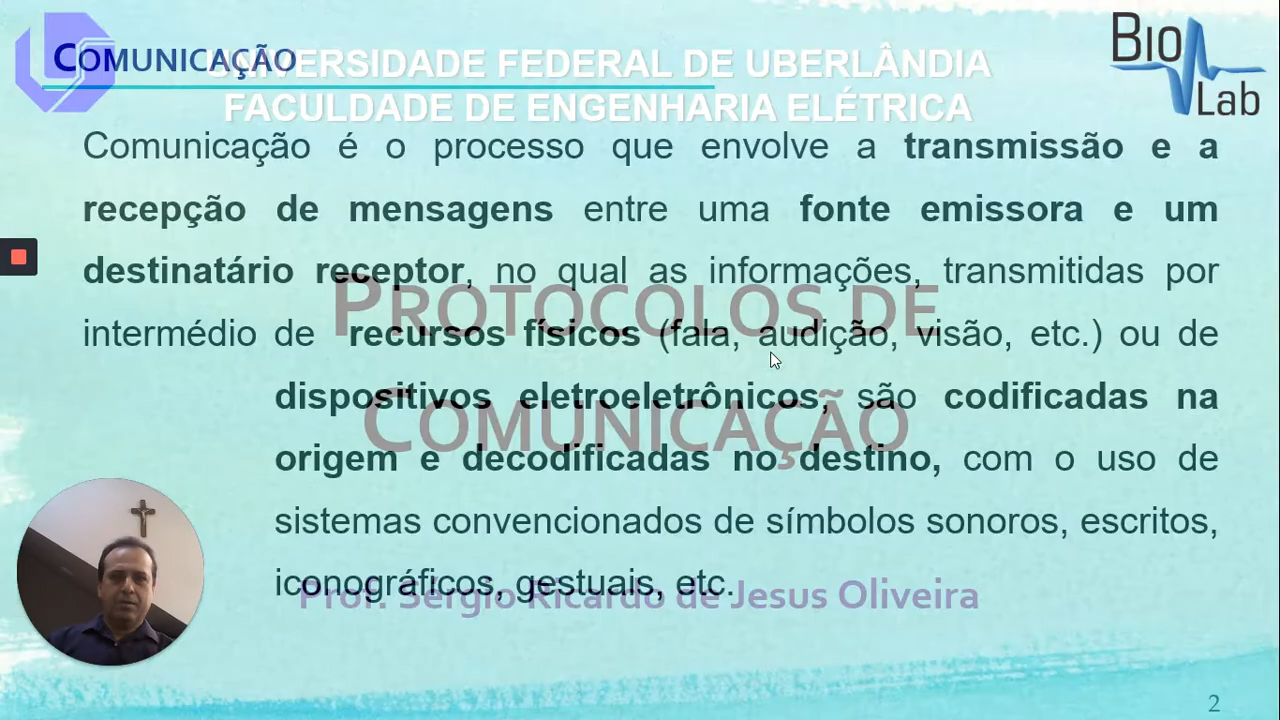 COMUNICAÇÃO
UNIVERSIDADE FEDERAL DE UBERLÂNDIA
FACULDADE DE ENGENHARIA ELÉTRICA
Bio
Lab
Comunicação é o processo que envolve a transmissão e a
recepção de mensagens entre uma fonte emissora e um
destinatário receptor, no qual as informações, transmitidas por
intermédio de recursos físicos (fala, audição, visão, etc.) ou de
dispositivos eletroeletrônicos, são codificadas na
origem e decodificadas no destino, com o uso de
sistemas convencionados de símbolos sonoros, escritos,
iconográficos, gestuais, etc.
PROTOCOLOS DE
COMUNICAÇÃO
Prof. Sérgio Ricardo de Jesus Oliveira
2